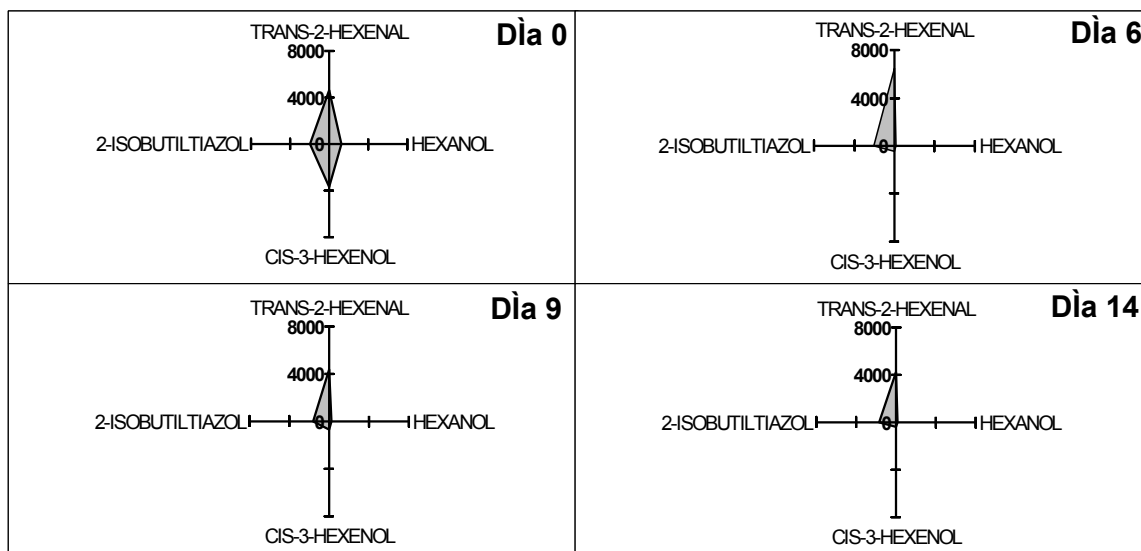 TRANS-2-HEXENAL
DÌa 0
8000
4000
2-ISOBUTILTIAZOL
0
HEXANOL
CIS-3-HEXENOL
TRANS-2-HEXENAL
DÌa 6
8000
4000
2-ISOBUTILTIAZOL
0
HEXANOL
CIS-3-HEXENOL
TRANS-2-HEXENAL
DÌa 9
8000
4000
2-ISOBUTILTIAZOL
0
HEXANOL
CIS-3-HEXENOL
TRANS-2-HEXENAL
DÌa 14
8000
4000
2-ISOBUTILTIAZOL
0
HEXANOL
CIS-3-HEXENOL